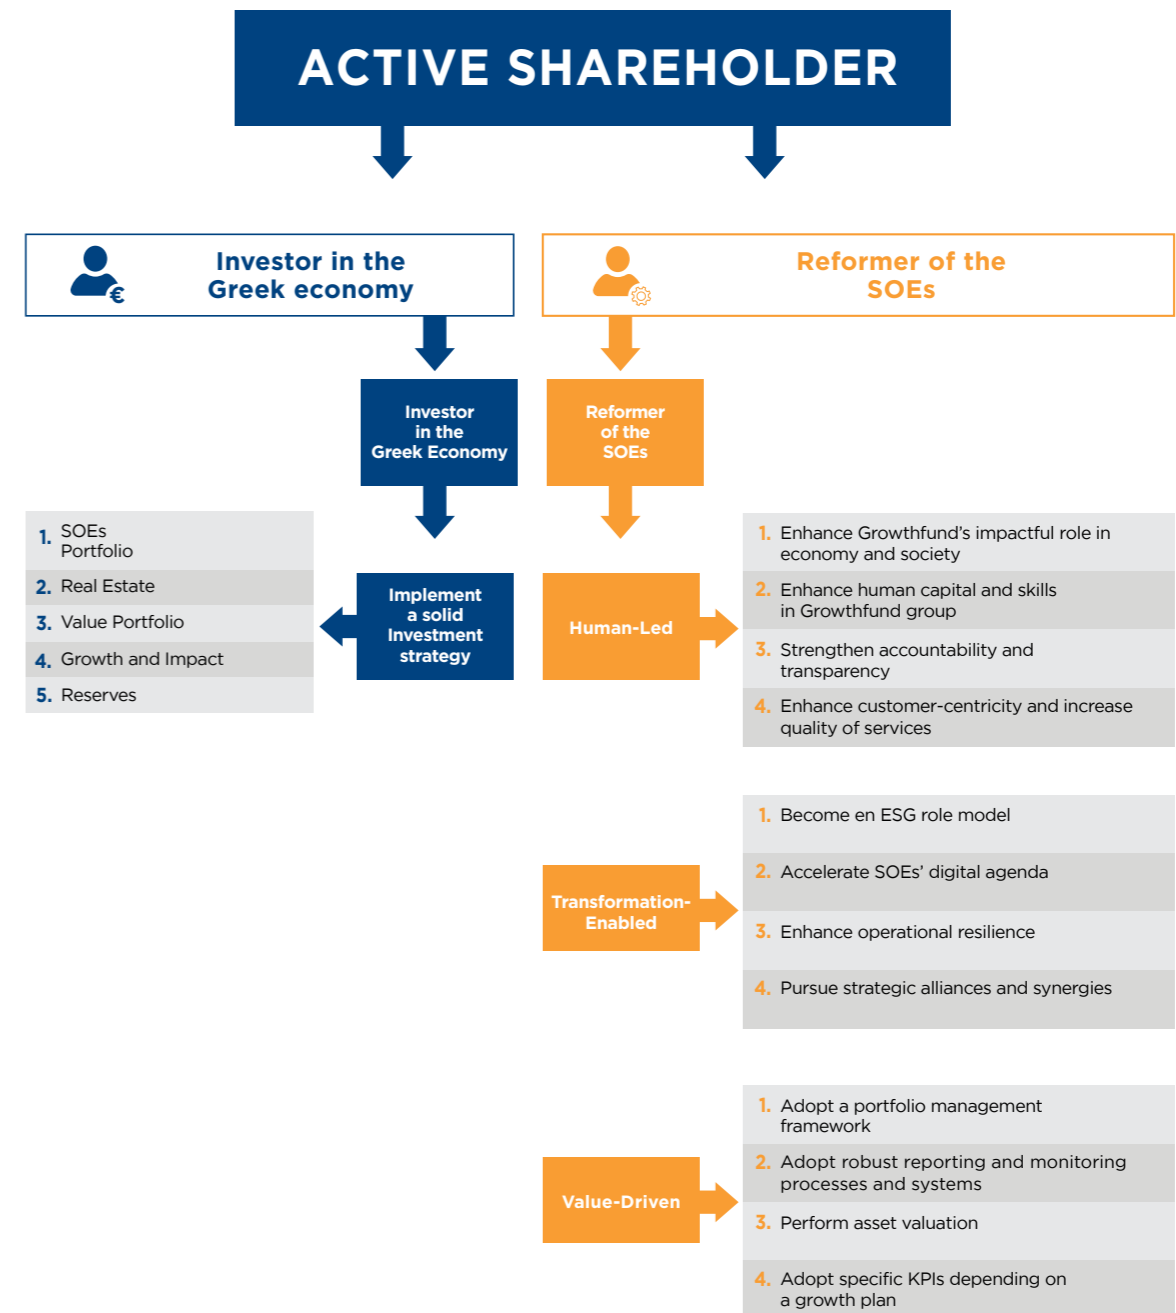 ACTIVE SHAREHOLDER
Investor in the
Greek economy
€
Reformer of the
SOEs
Investor
in the
Greek Economy
Reformer
of the
SOEs
Implement
a solid
Investment
strategy
1. SOEs
Portfolio
2. Real Estate
3. Value Portfolio
4. Growth and Impact
5. Reserves
Human-Led
1. Enhance Growthfund’s impactful role in
economy and society
2. Enhance human capital and skills
in Growthfund group
3. Strengthen accountability and
transparency
4. Enhance customer-centricity and increase
quality of services
Transformation-
Enabled
1. Become en ESG role model
2. Accelerate SOEs’ digital agenda
3. Enhance operational resilience
4. Pursue strategic alliances and synergies
Value-Driven
1. Adopt a portfolio management
framework
2. Adopt robust reporting and monitoring
processes and systems
3. Perform asset valuation
4. Adopt specific KPIs depending on
a growth plan